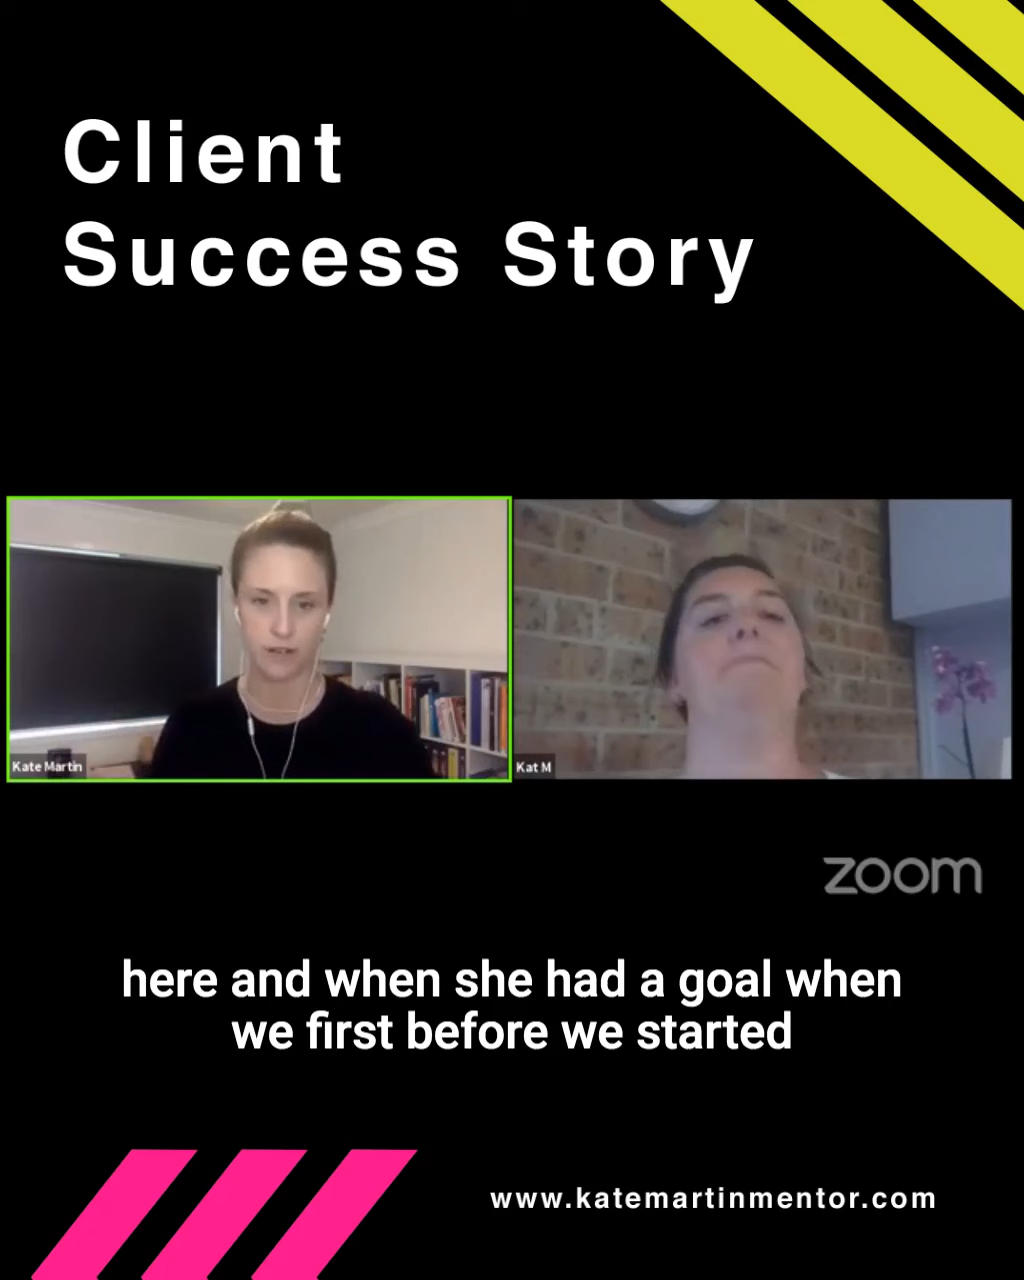 Client
Success Story
Kate Martin
Kat M
zoom
here and when she had a goal when
we first before we started
www.katemartinmentor.com